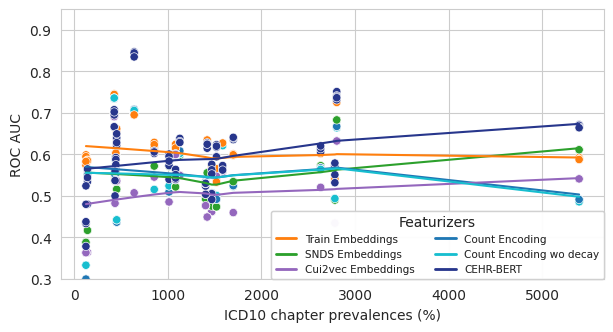 0.9
0.8
0.7
0.6
0.5
0.4
0.3
ROC AUC
0
1000
2000
3000
4000
5000
ICD10 chapter prevalences (%)
Featurizers
Train Embeddings
SNDS Embeddings
Cui2vec Embeddings
Count Encoding
Count Encoding wo decay
CEHR-BERT